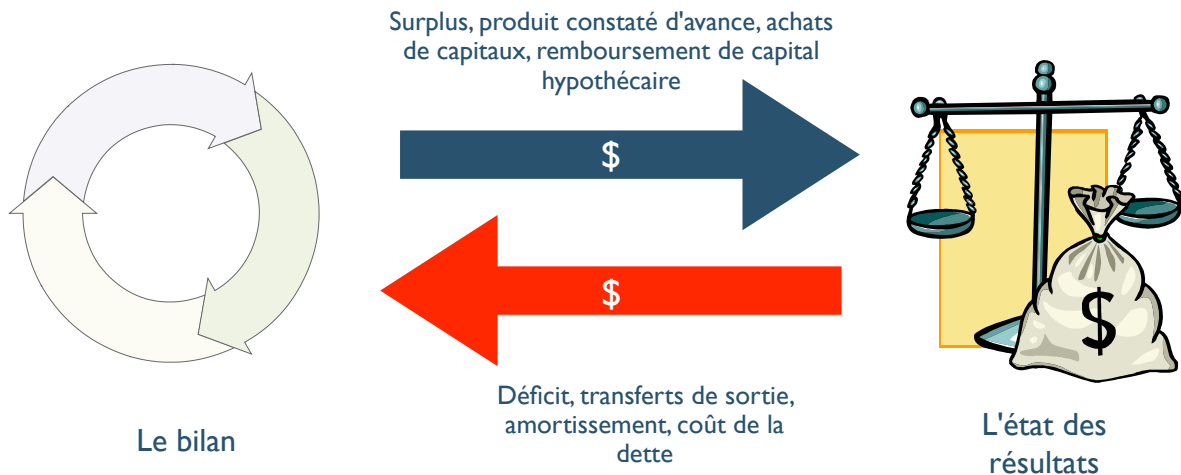 Surplus, produit constaté d'avance, achats
de capitaux, remboursement de capital
hypothécaire
$
$
$
Déficit, transferts de sortie,
amortissement, coût de la
dette
Le bilan
L'état des
résultats